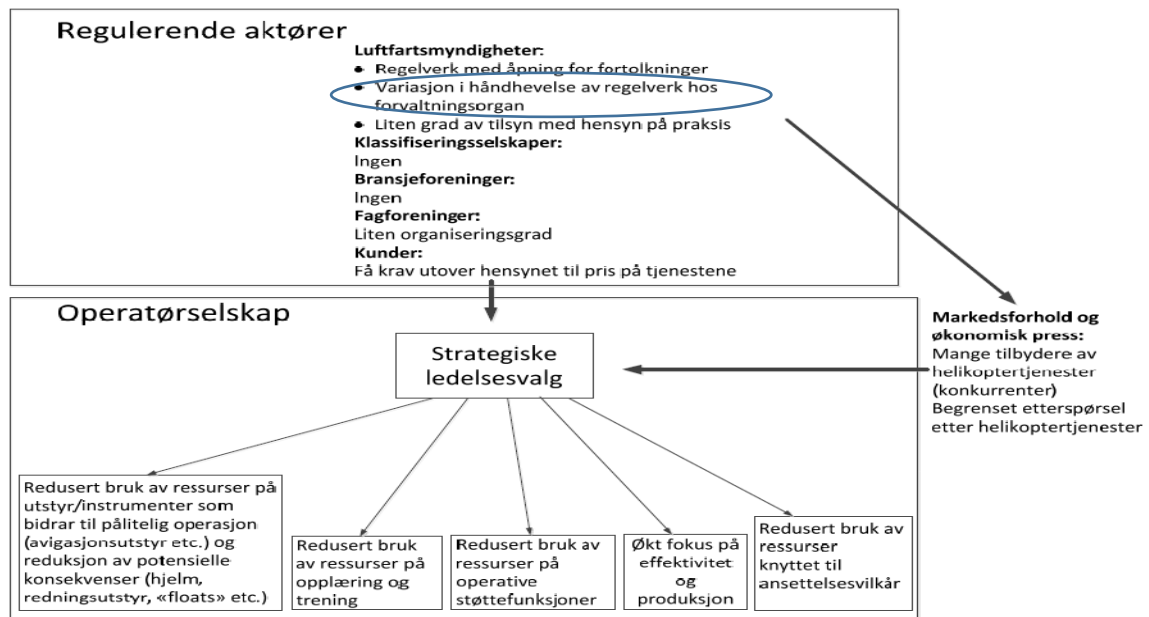 Regulerende aktører
Luftfartsmyndigheter:
• Regelverk med åpning for fortolkninger
• Variasjon i håndhevelse av regelverk hos
forvaltningsorgan
• Liten grad av tilsyn med hensyn på praksis
Klassifiseringsselskaper:
Ingen
Bransjeforeninger:
Ingen
Fagforeninger:
Liten organiseringsgrad
Kunder:
Få krav utover hensynet til pris på tjenestene
Operatørselskap
Strategiske
ledelsesvalg
Markedsforhold og
økonomisk press:
Mange tilbydere av
helikoptertjenester
(konkurrenter)
Begrenset etterspørsel
etter helikoptertjenester
Redusert bruk av ressurser på
utstyr/instrumenter som
bidrar til pålitelig operasjon
(avigasjonsutstyr etc.) og
reduksjon av potensielle
konsekvenser (hjelm,
redningsutstyr, «floats» etc.)
Redusert bruk
av ressurser på
opplæring og
trening
Redusert bruk av
ressurser på
operative
støttefunksjoner
Økt fokus på
effektivitet
og
produksjon
Redusert bruk av
ressurser
knyttet til
ansettelsesvilkår